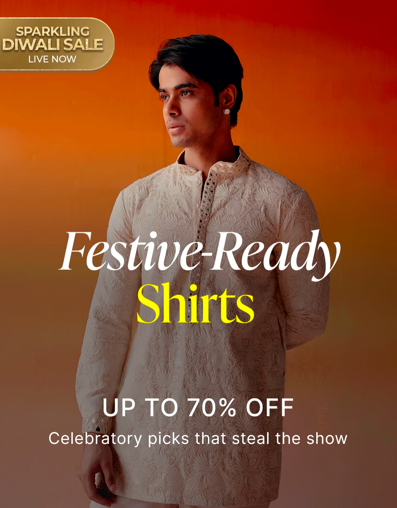 SPARKLING
DIWALI SALE
LIVE NOW
Festive-Ready
Shirts
UP TO 70% OFF
Celebratory picks that steal the show